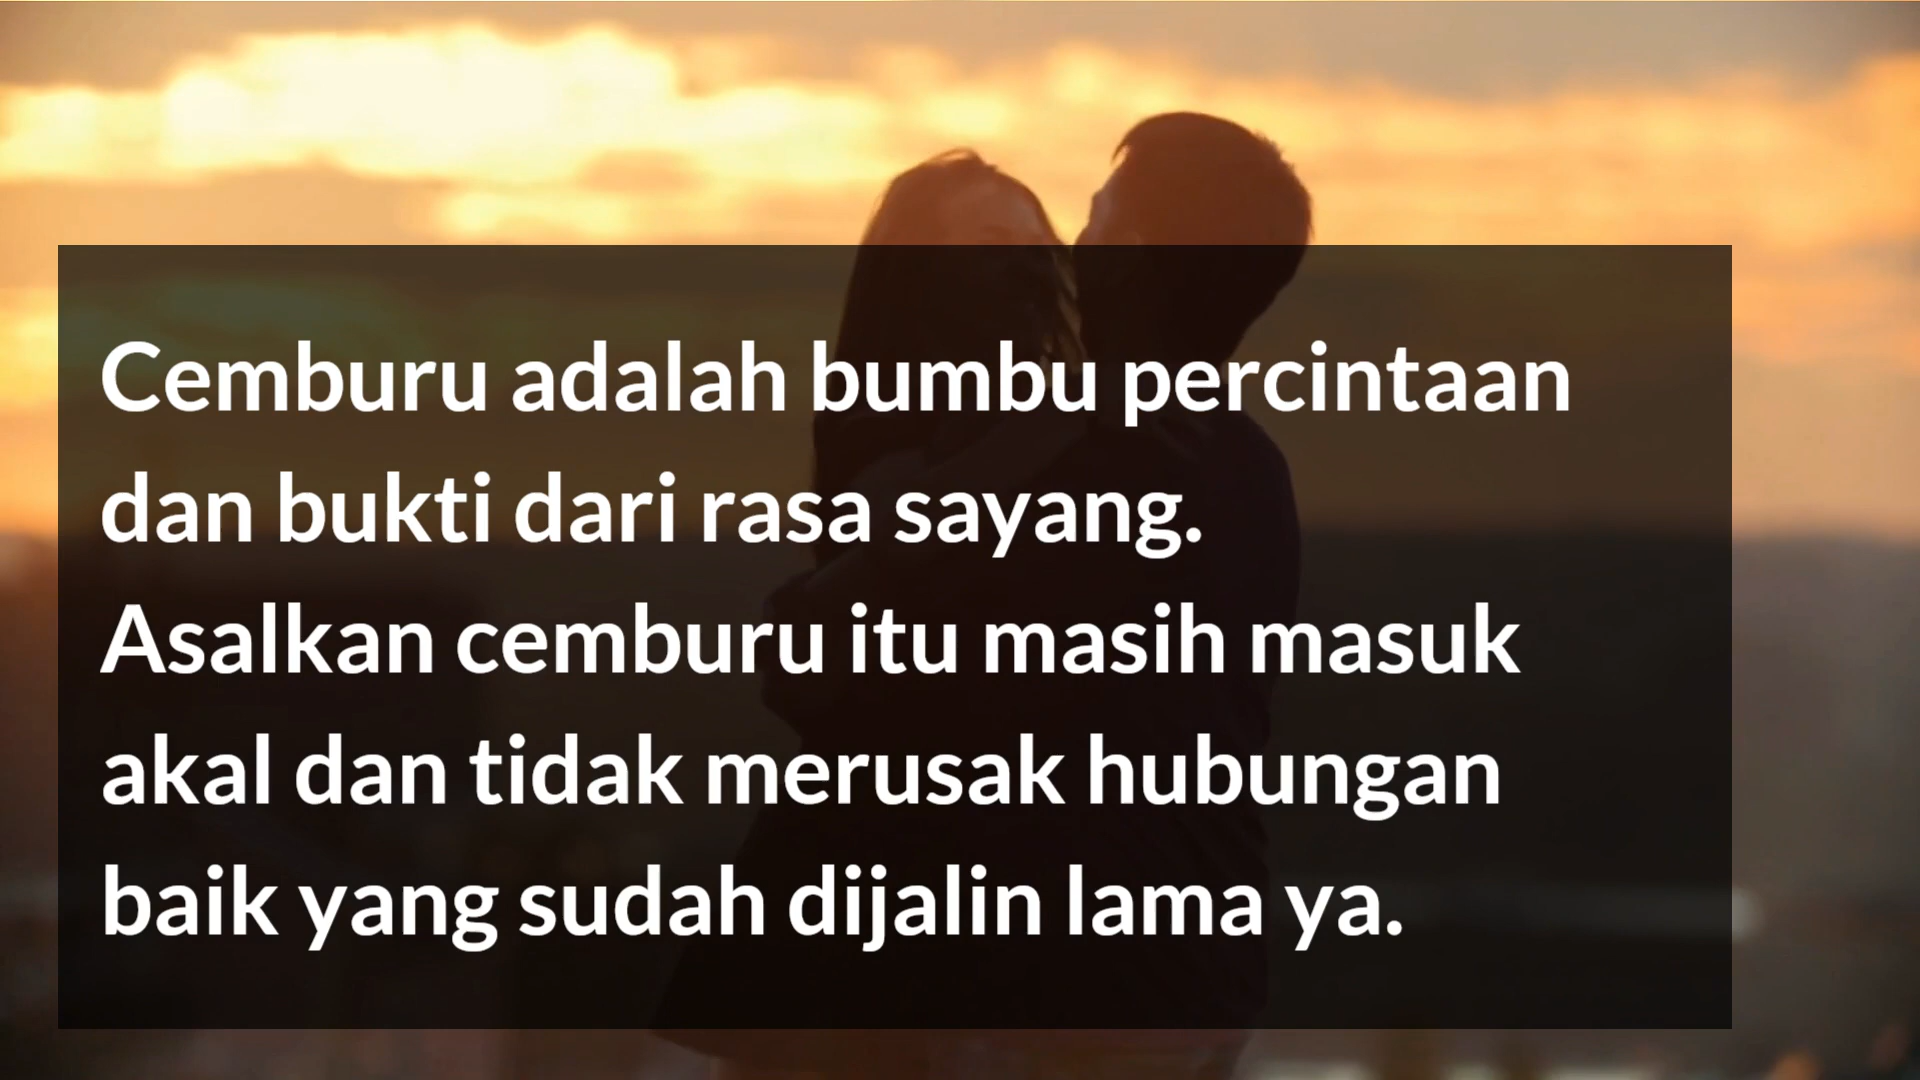 Cemburu adalah bumbu percintaan
dan bukti dari rasa sayang.
Asalkan cemburu itu masih masuk
akal dan tidak merusak hubungan
baik yang sudah dijalin lama ya.